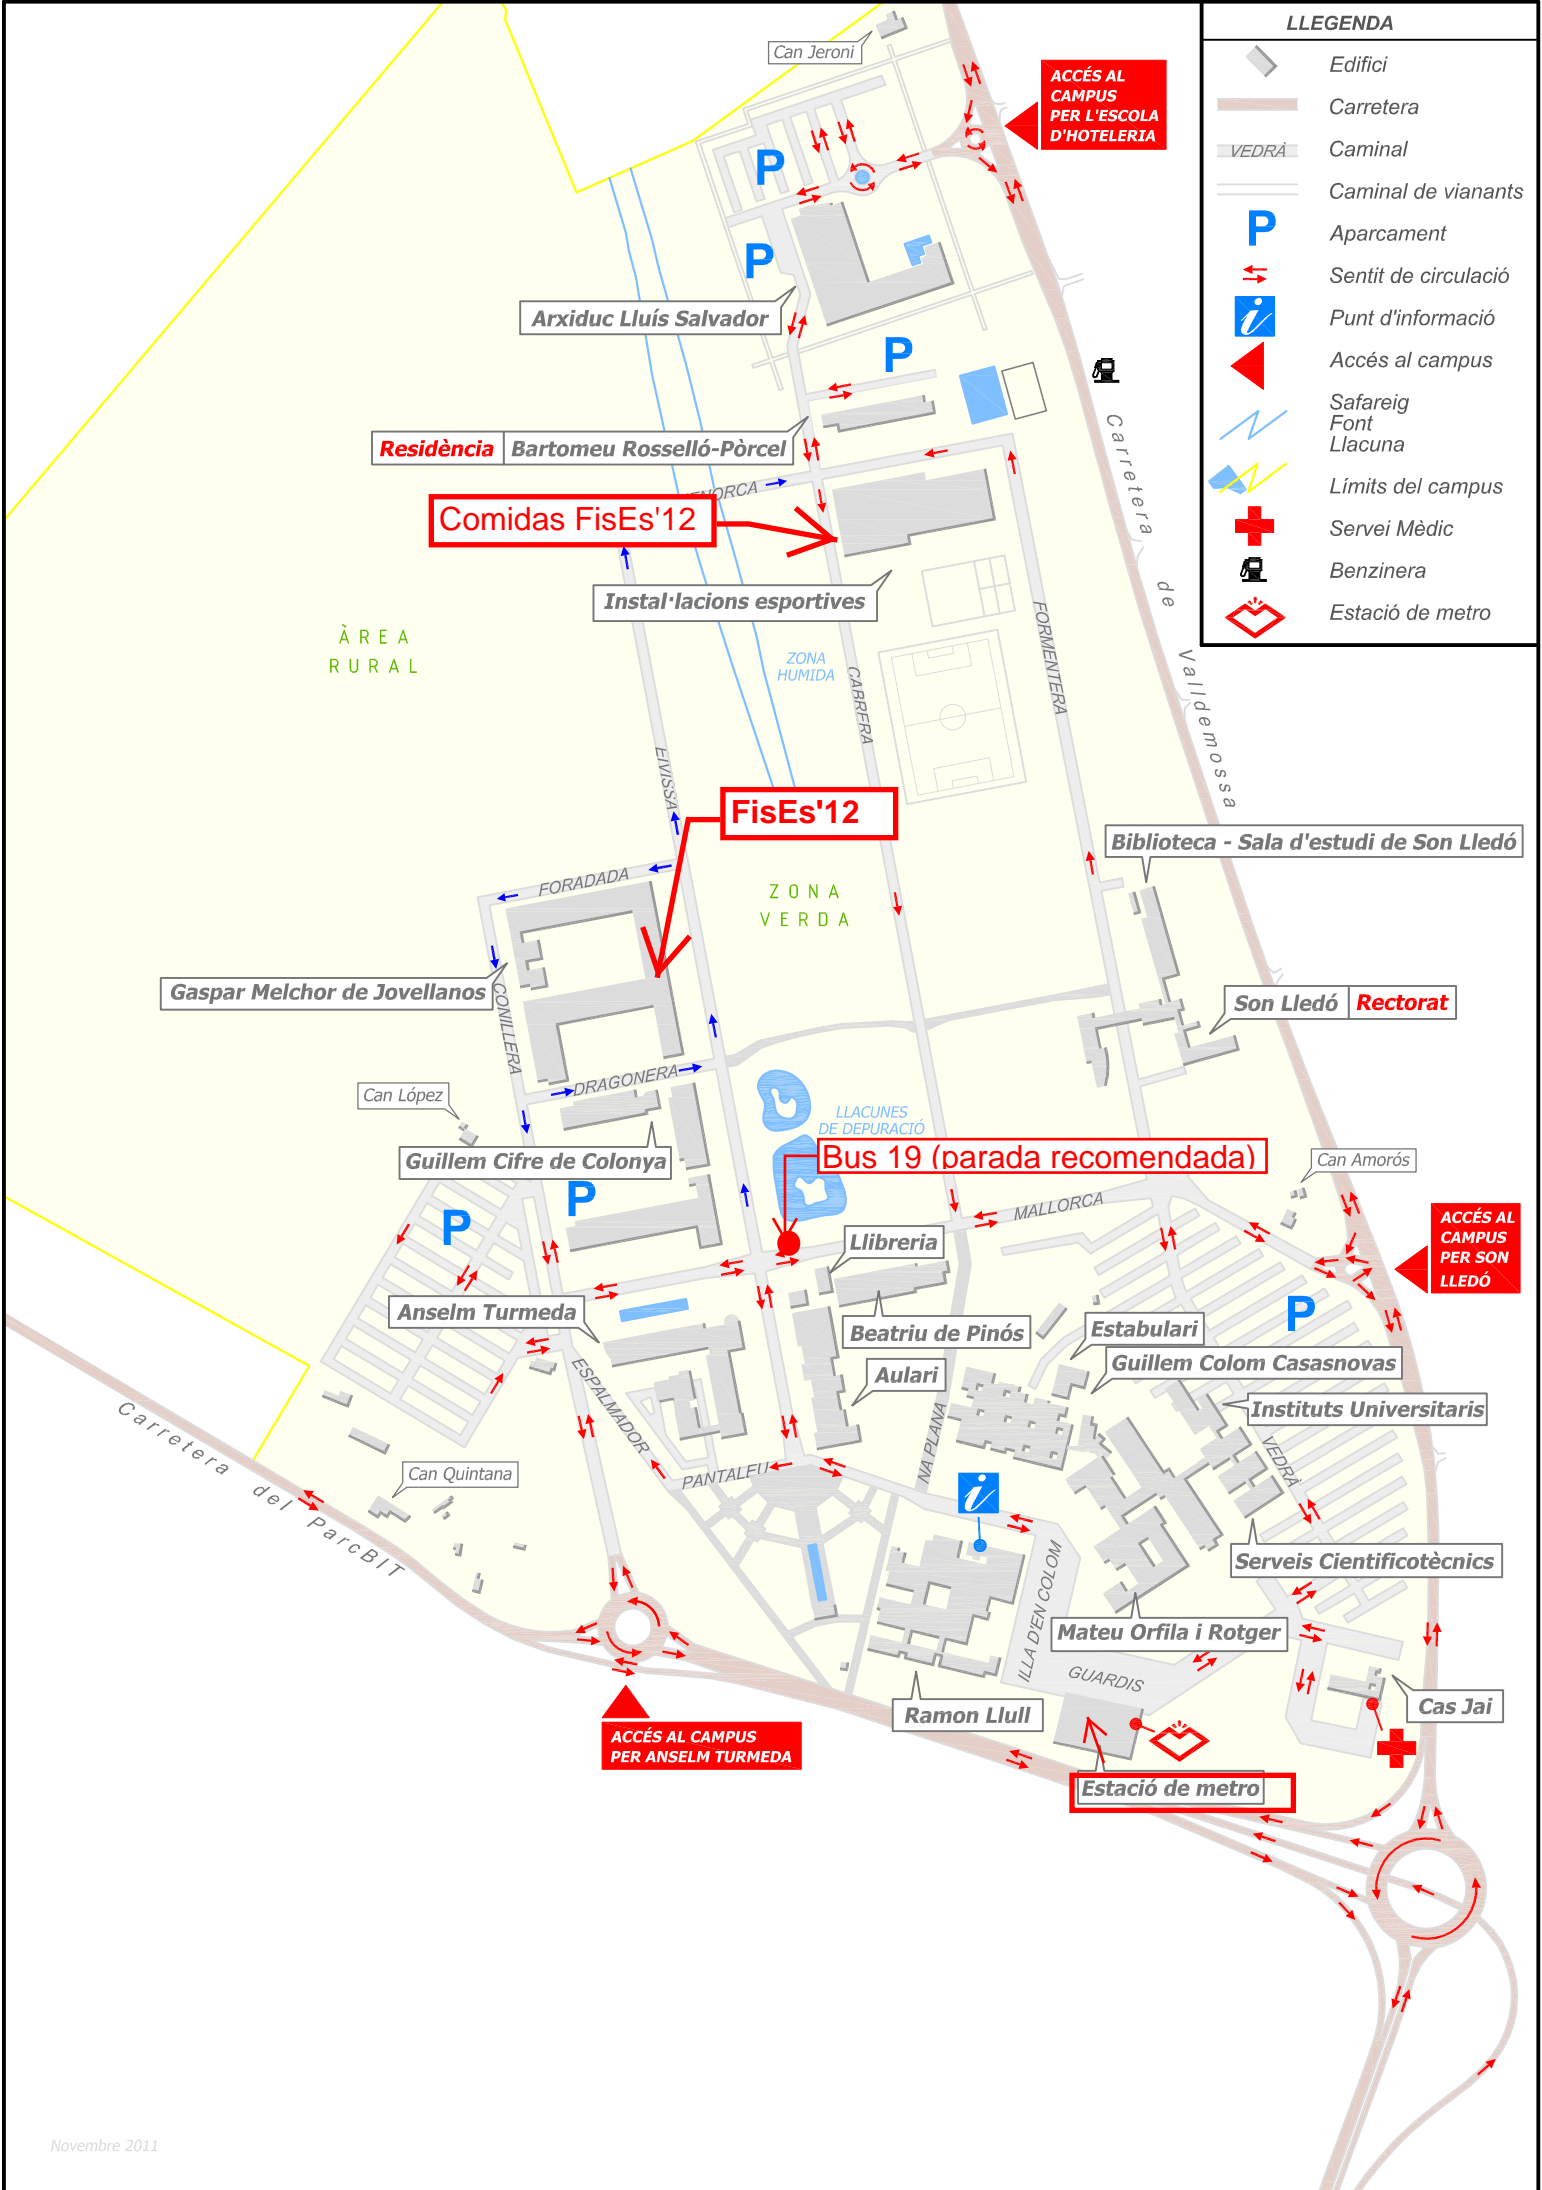 LLEGENDA
Edifici
Carretera
VEDRÀ
Caminal
Caminal de vianants
P
Aparcament
Sentit de circulació
i
Punt d'informació
Accés al campus
Safareig
Font
Llacuna
Límits del campus
Servei Mèdic
Benzinera
Estació de metro
Can Jeroni
ACCÉS AL
CAMPUS
PER L'ESCOLA
D'HOTELERIA
P
P
Arxiduc Lluís Salvador
P
Residència
Bartomeu Rosselló-Pòrcel
ENORCA
Comidas FisEs'12
Instal·lacions esportives
ÀREA
RURAL
ZONA
HUMIDA
CABRERA
FORMENTERA
Carretera de Valldemossa
EIVISSA
FisEs'12
Biblioteca - Sala d'estudi de Son Lledó
FORADADA
ZONA
VERDA
Gaspar Melchor de Jovellanos
CONILLERA
Son Lledó
Rectorat
DRAGONERA
Can López
LLACUNES
DE DEPURACIÓ
Guillem Cifre de Colonya
Bus 19 (parada recomendada)
Can Amorós
P
P
MALLORCA
ACCÉS AL
CAMPUS
PER SON
LLEDÓ
Llibreria
Anselm Turmeda
P
Beatriu de Pinós
Estabulari
Guillem Colom Casasnovas
Aulari
Instituts Universitaris
ESPALMADOR
NA PLANA
VEDRÀ
Carretera del ParcBIT
Can Quintana
PANTALEU
i
Serveis Cientificotècnics
ILLA D'EN COLOM
Mateu Orfila i Rotger
GUARDIS
Ramon Llull
Cas Jai
ACCÉS AL CAMPUS
PER ANSELM TURMEDA
Estació de metro
Novembre 2011